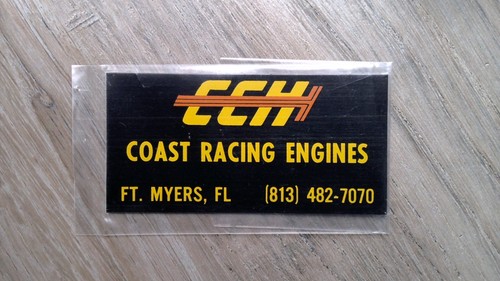 CCH
COAST RACING ENGINES
FT. MYERS, FL (813) 482-7070